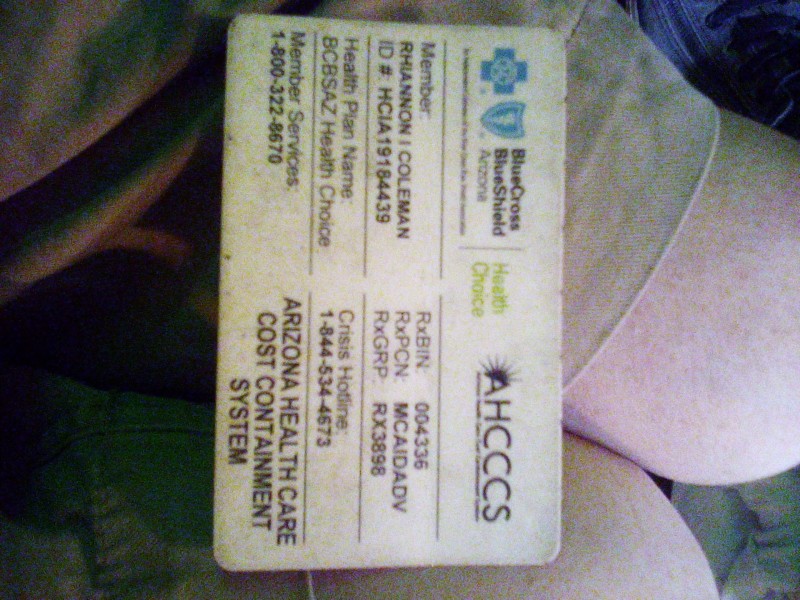 BlueCross
BlueShield
Arizona
Health
Choice
AHCCCS
Member:
RHIANNON I COLEMAN
ID #: HCIA19184439
Health Plan Name:
BCBSAZ Health Choice
Member Services:
1-800-322-8670
RxBIN: 004336
RxPCN: MCAIDADV
RxGRP: RX3898
Crisis Hotline:
1-844-534-4673
ARIZONA HEALTH CARE
COST CONTAINMENT
SYSTEM